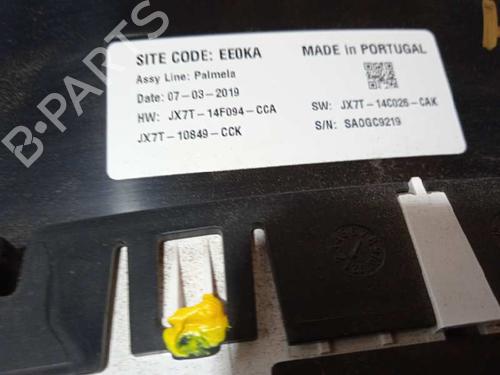 SITE CODE: EE0KA
MADE in PORTUGAL
Assy Line: Palmela
Date: 07-03-2019
HW: JX7T-14F094-CCA
SW: JX7T-14C026-CAK
JX7T-10849-CCK
S/N: SA0GC9219
B-PARTS